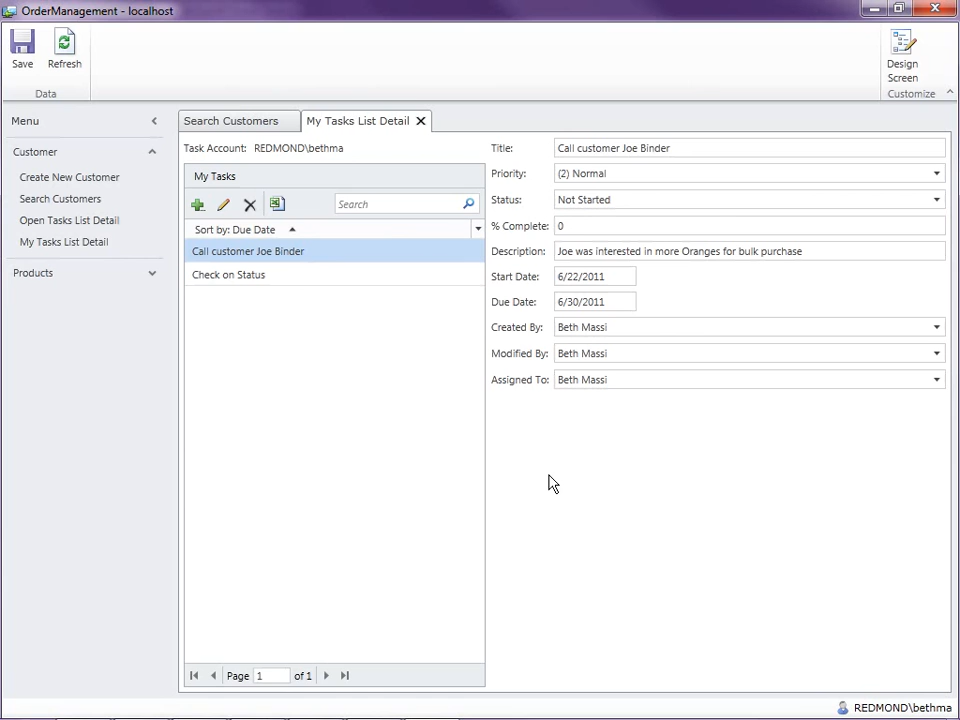 OrderManagement - localhost
Save
Refresh
Data
Design
Screen
Customize
Menu
Customer
Create New Customer
Search Customers
Open Tasks List Detail
My Tasks List Detail
Products
Search Customers
My Tasks List Detail
Task Account: REDMOND\bethma
My Tasks
Search
Sort by: Due Date
Call customer Joe Binder
Check on Status
Page 1 of 1
Title: Call customer Joe Binder
Priority: (2) Normal
Status: Not Started
% Complete: 0
Description: Joe was interested in more Oranges for bulk purchase
Start Date: 6/22/2011
Due Date: 6/30/2011
Created By: Beth Massi
Modified By: Beth Massi
Assigned To: Beth Massi
REDMOND\bethma